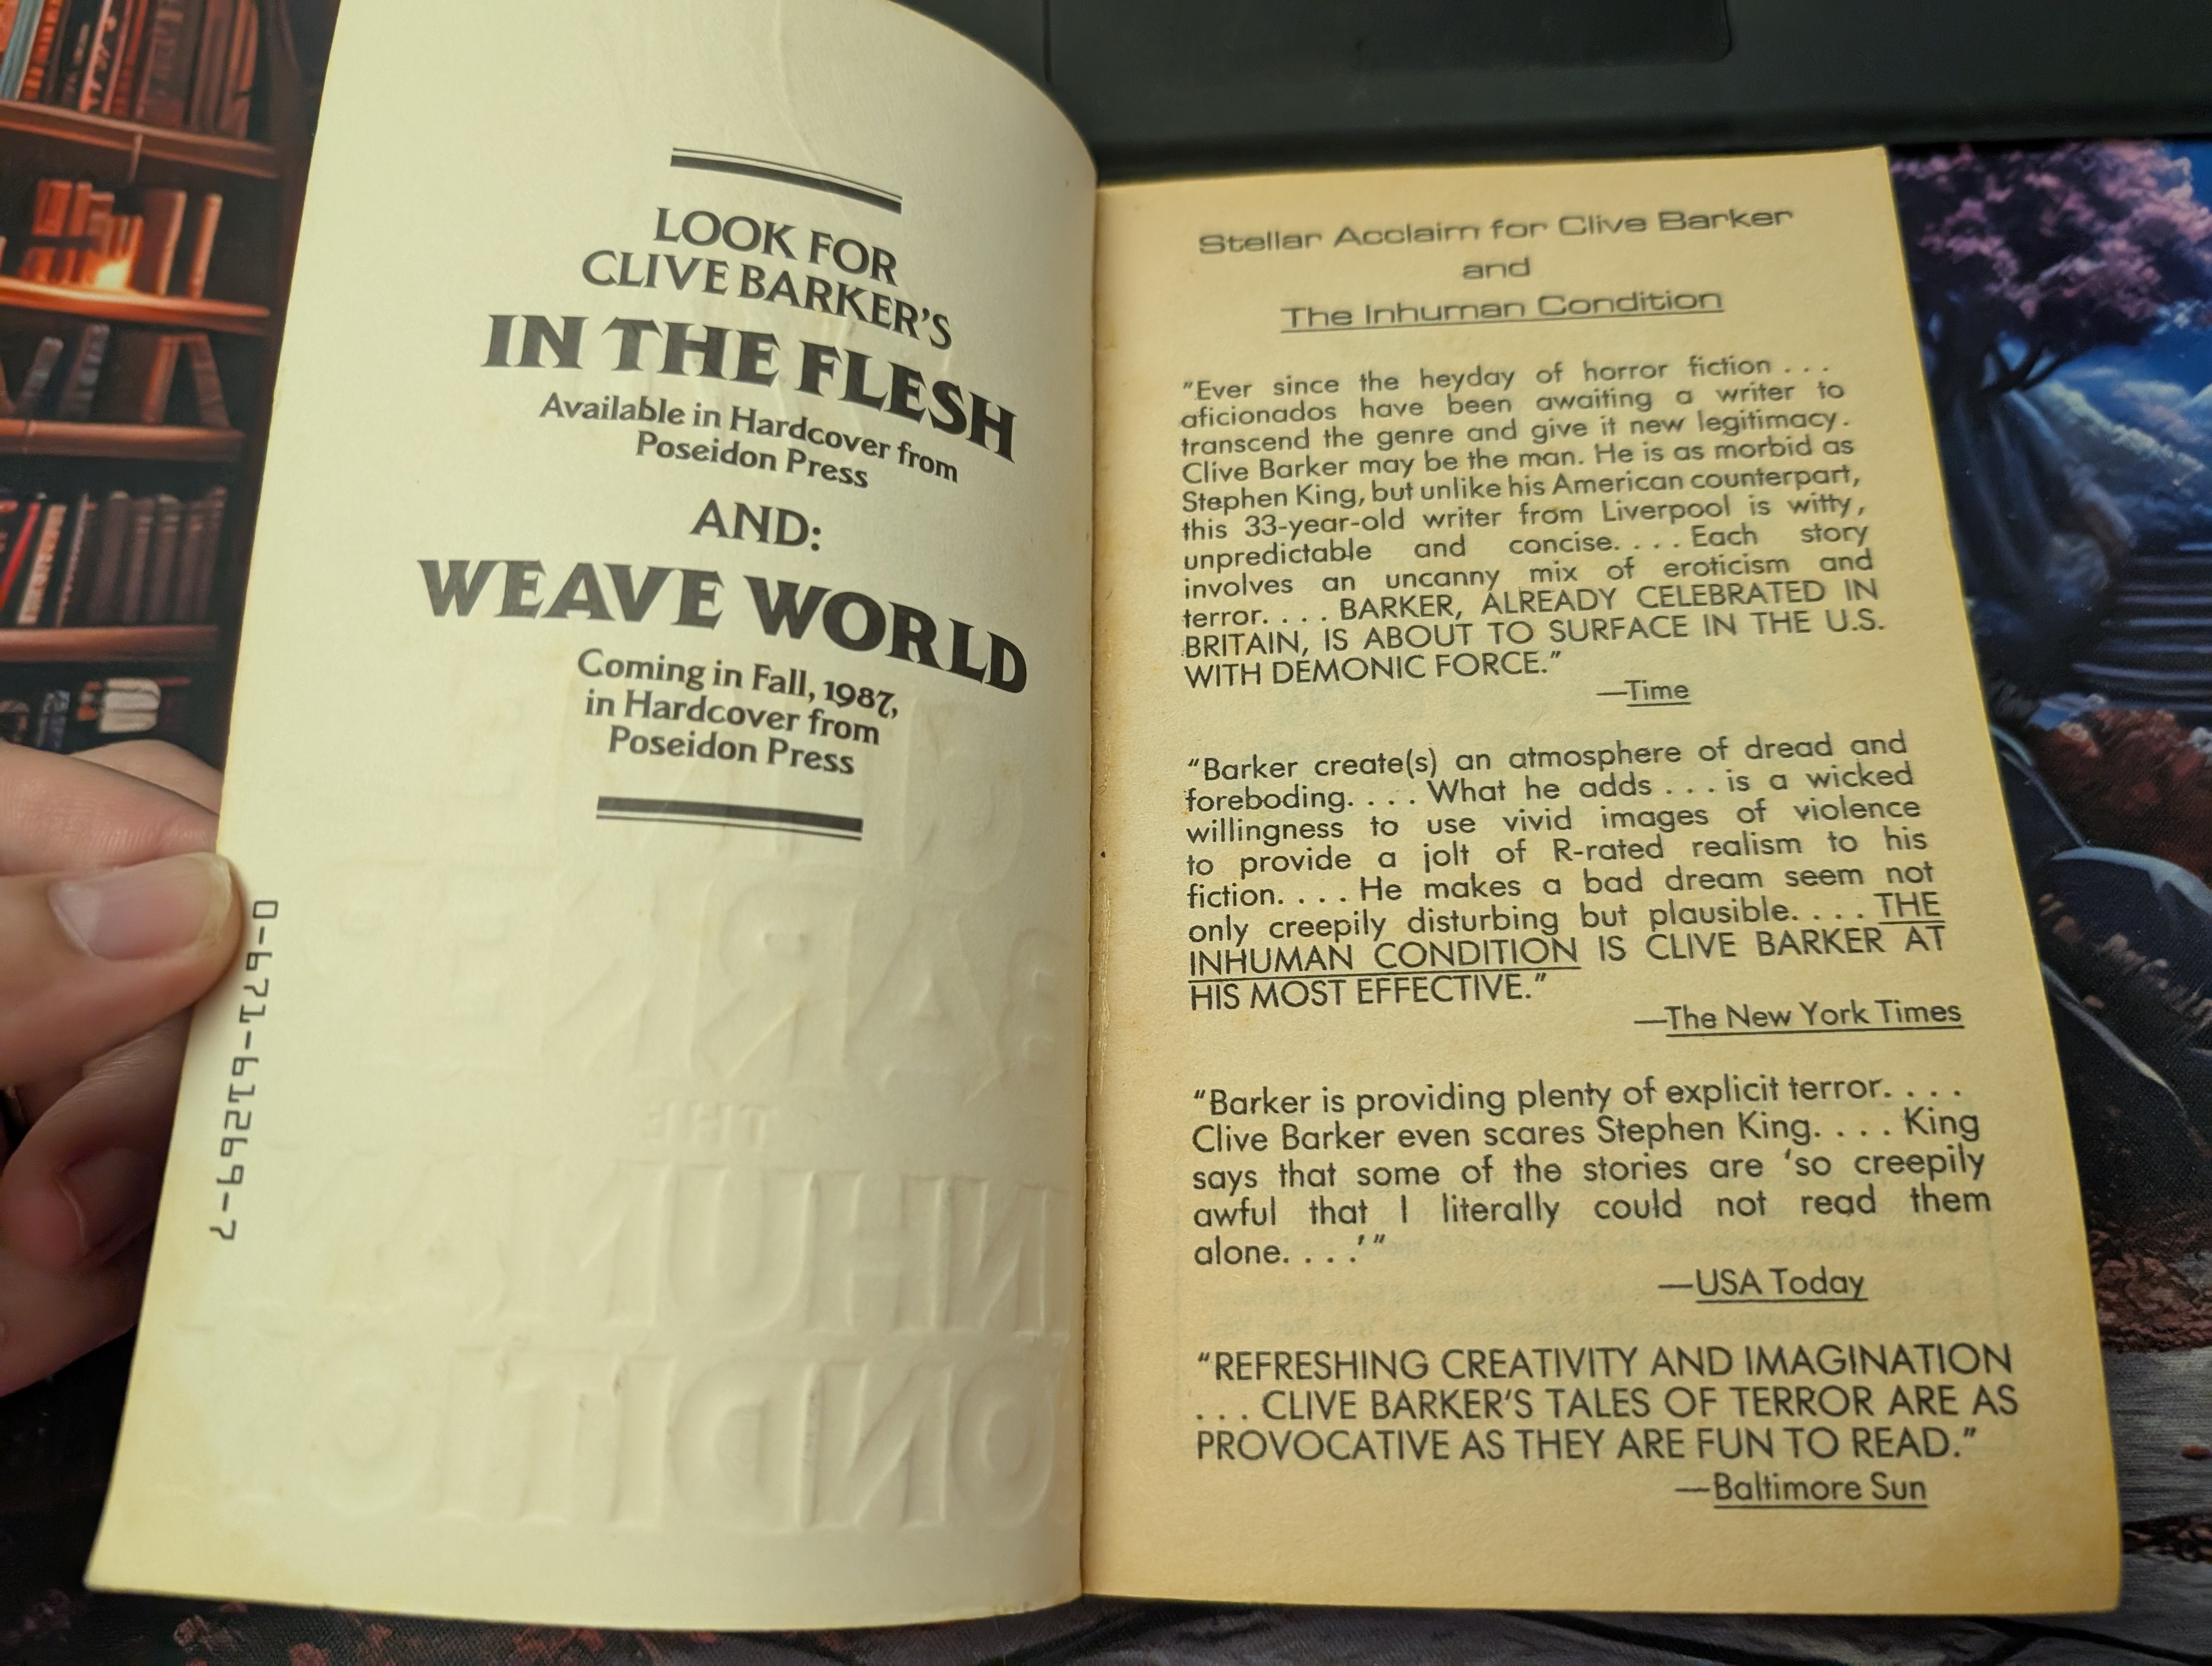 LOOK FOR
CLIVE BARKER'S
IN THE FLESH
Available in Hardcover from
Poseidon Press
AND:
WEAVE WORLD
Coming in Fall, 1987,
in Hardcover from
Poseidon Press
0-671-61269-7
THE
Stellar Acclaim for Clive Barker
and
The Inhuman Condition
"Ever since the heyday of horror fiction . . .
aficionados have been awaiting a writer to
transcend the genre and give it new legitimacy.
Clive Barker may be the man. He is as morbid as
Stephen King, but unlike his American counterpart,
this 33-year-old writer from Liverpool is witty,
unpredictable and concise. . . . Each story
involves an uncanny mix of eroticism and
terror. . . . BARKER, ALREADY CELEBRATED IN
BRITAIN, IS ABOUT TO SURFACE IN THE U.S.
WITH DEMONIC FORCE."
—Time
"Barker create(s) an atmosphere of dread and
foreboding. . . . What he adds . . . is a wicked
willingness to use vivid images of violence
to provide a jolt of R-rated realism to his
fiction. . . . He makes a bad dream seem not
only creepily disturbing but plausible. . . . THE
INHUMAN CONDITION IS CLIVE BARKER AT
HIS MOST EFFECTIVE."
—The New York Times
"Barker is providing plenty of explicit terror. . . .
Clive Barker even scares Stephen King. . . . King
says that some of the stories are 'so creepily
awful that I literally could not read them
alone. . . .' "
—USA Today
"REFRESHING CREATIVITY AND IMAGINATION
. . . CLIVE BARKER'S TALES OF TERROR ARE AS
PROVOCATIVE AS THEY ARE FUN TO READ."
—Baltimore Sun